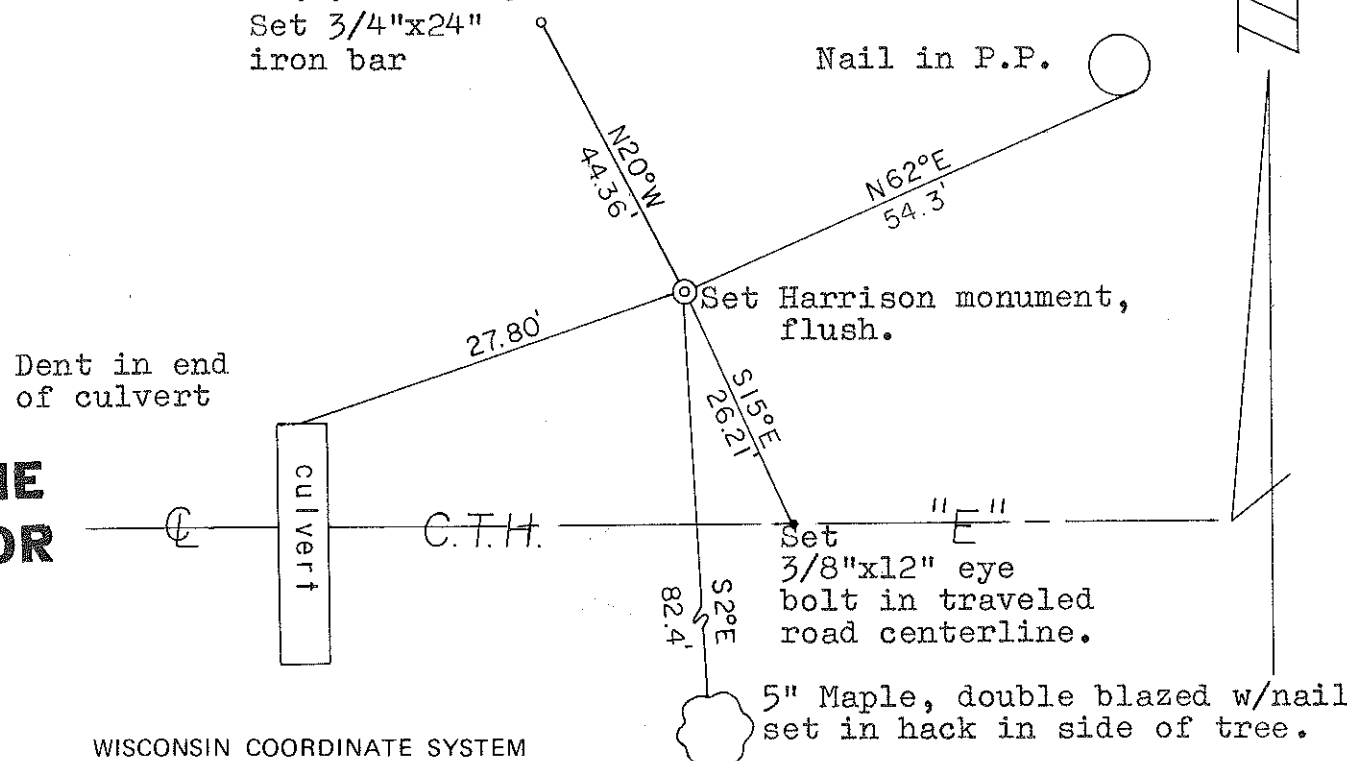 Set 3/4"x24"
iron bar
Nail in P.P.
N20°W
44.36'
N62°E
54.3'
Set Harrison monument,
flush.
27.80'
Dent in end
of culvert
S15°E
26.21'
culvert
C.T.H.
"E"
Set
3/8"x12" eye
bolt in traveled
road centerline.
S2°E
82.4'
5" Maple, double blazed w/nail
set in hack in side of tree.
WISCONSIN COORDINATE SYSTEM